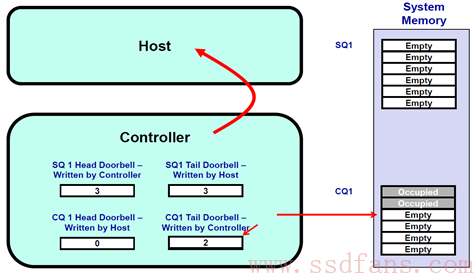 System
Memory
Host
SQ1
Empty
Empty
Empty
Empty
Empty
Empty
Controller
SQ 1 Head Doorbell –
Written by Controller
3
SQ1 Tail Doorbell –
Written by Host
3
CQ 1 Head Doorbell –
Written by Host
0
CQ1 Tail Doorbell –
Written by Controller
2
CQ1
Occupied
Occupied
Empty
Empty
Empty
Empty
www.ssdfans.com